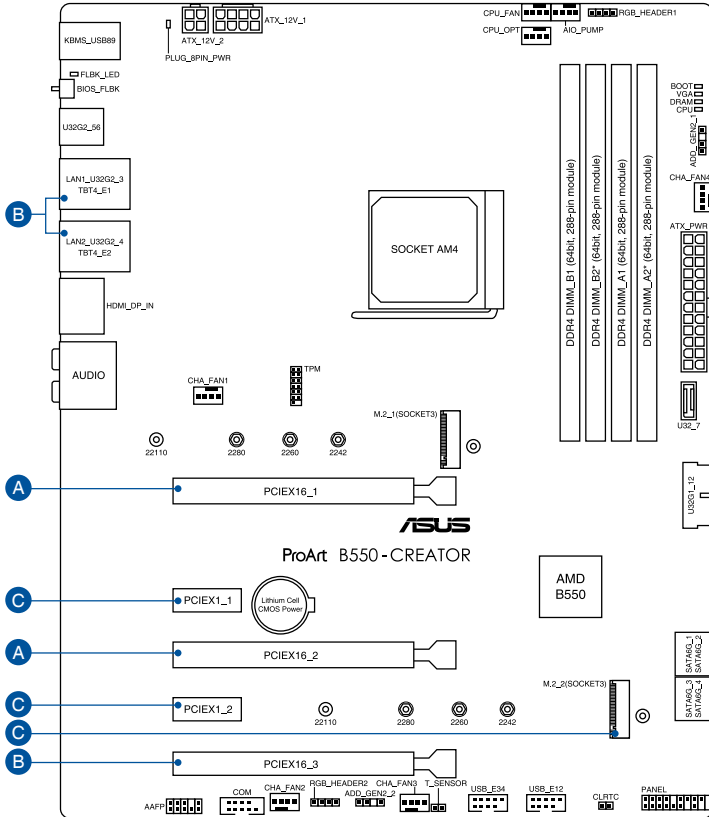 CPU_FAN
AIO_PUMP
RGB_HEADER1
ATX_12V_2
ATX_12V_1
CPU_OPT
PLUG_8PIN_PWR
KBMS_USB89
FLBK_LED
BIOS_FLBK
U32G2_56
BOOT
VGA
DRAM
CPU
ADD_GEN2_1
CHA_FAN4
LAN1_U32G2_3
TBT4_E1
B
LAN2_U32G2_4
TBT4_E2
SOCKET AM4
DDR4 DIMM_B1 (64bit, 288-pin module)
DDR4 DIMM_B2* (64bit, 288-pin module)
DDR4 DIMM_A1 (64bit, 288-pin module)
DDR4 DIMM_A2* (64bit, 288-pin module)
ATX_PWR
HDMI_DP_IN
AUDIO
CHA_FAN1
TPM
U32_7
M.2_1(SOCKET3)
22110
2280
2260
2242
A
PCIEX16_1
U32G1_12
ASUS
ProArt B550-CREATOR
AMD
B550
C
PCIEX1_1
Lithium Cell
CMOS Power
A
PCIEX16_2
SATA6G_1
SATA6G_2
SATA6G_3
SATA6G_4
M.2_2(SOCKET3)
C
PCIEX1_2
22110
2280
2260
2242
C
B
PCIEX16_3
AAFP
COM
CHA_FAN2
RGB_HEADER2
ADD_GEN2_2
CHA_FAN3
T_SENSOR
USB_E34
USB_E12
CLRTC
PANEL